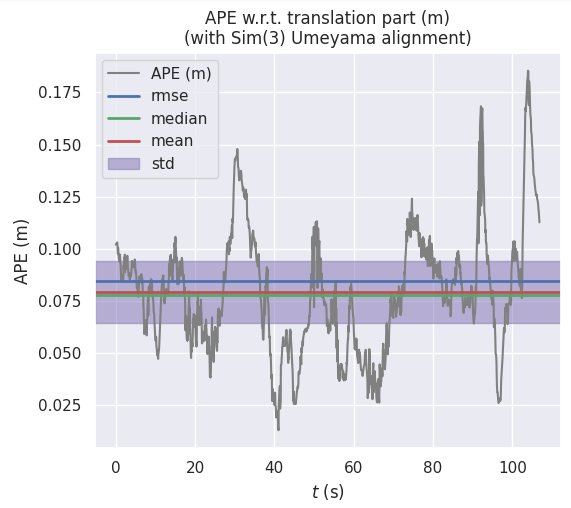 APE w.r.t. translation part (m)
(with Sim(3) Umeyama alignment)
APE (m)
rmse
median
mean
std
0.175
0.150
0.125
0.100
0.075
0.050
0.025
APE (m)
0 20 40 60 80 100
t (s)